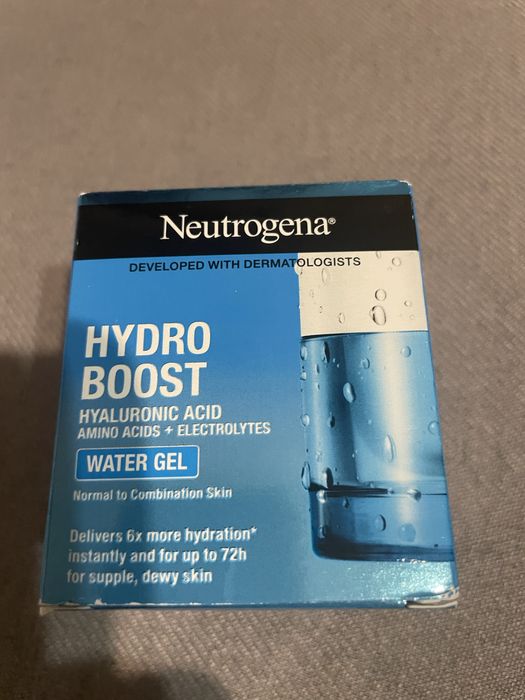 Neutrogena®
DEVELOPED WITH DERMATOLOGISTS
HYDRO
BOOST
HYALURONIC ACID
AMINO ACIDS + ELECTROLYTES
WATER GEL
Normal to Combination Skin
Delivers 6x more hydration*
instantly and for up to 72h
for supple, dewy skin